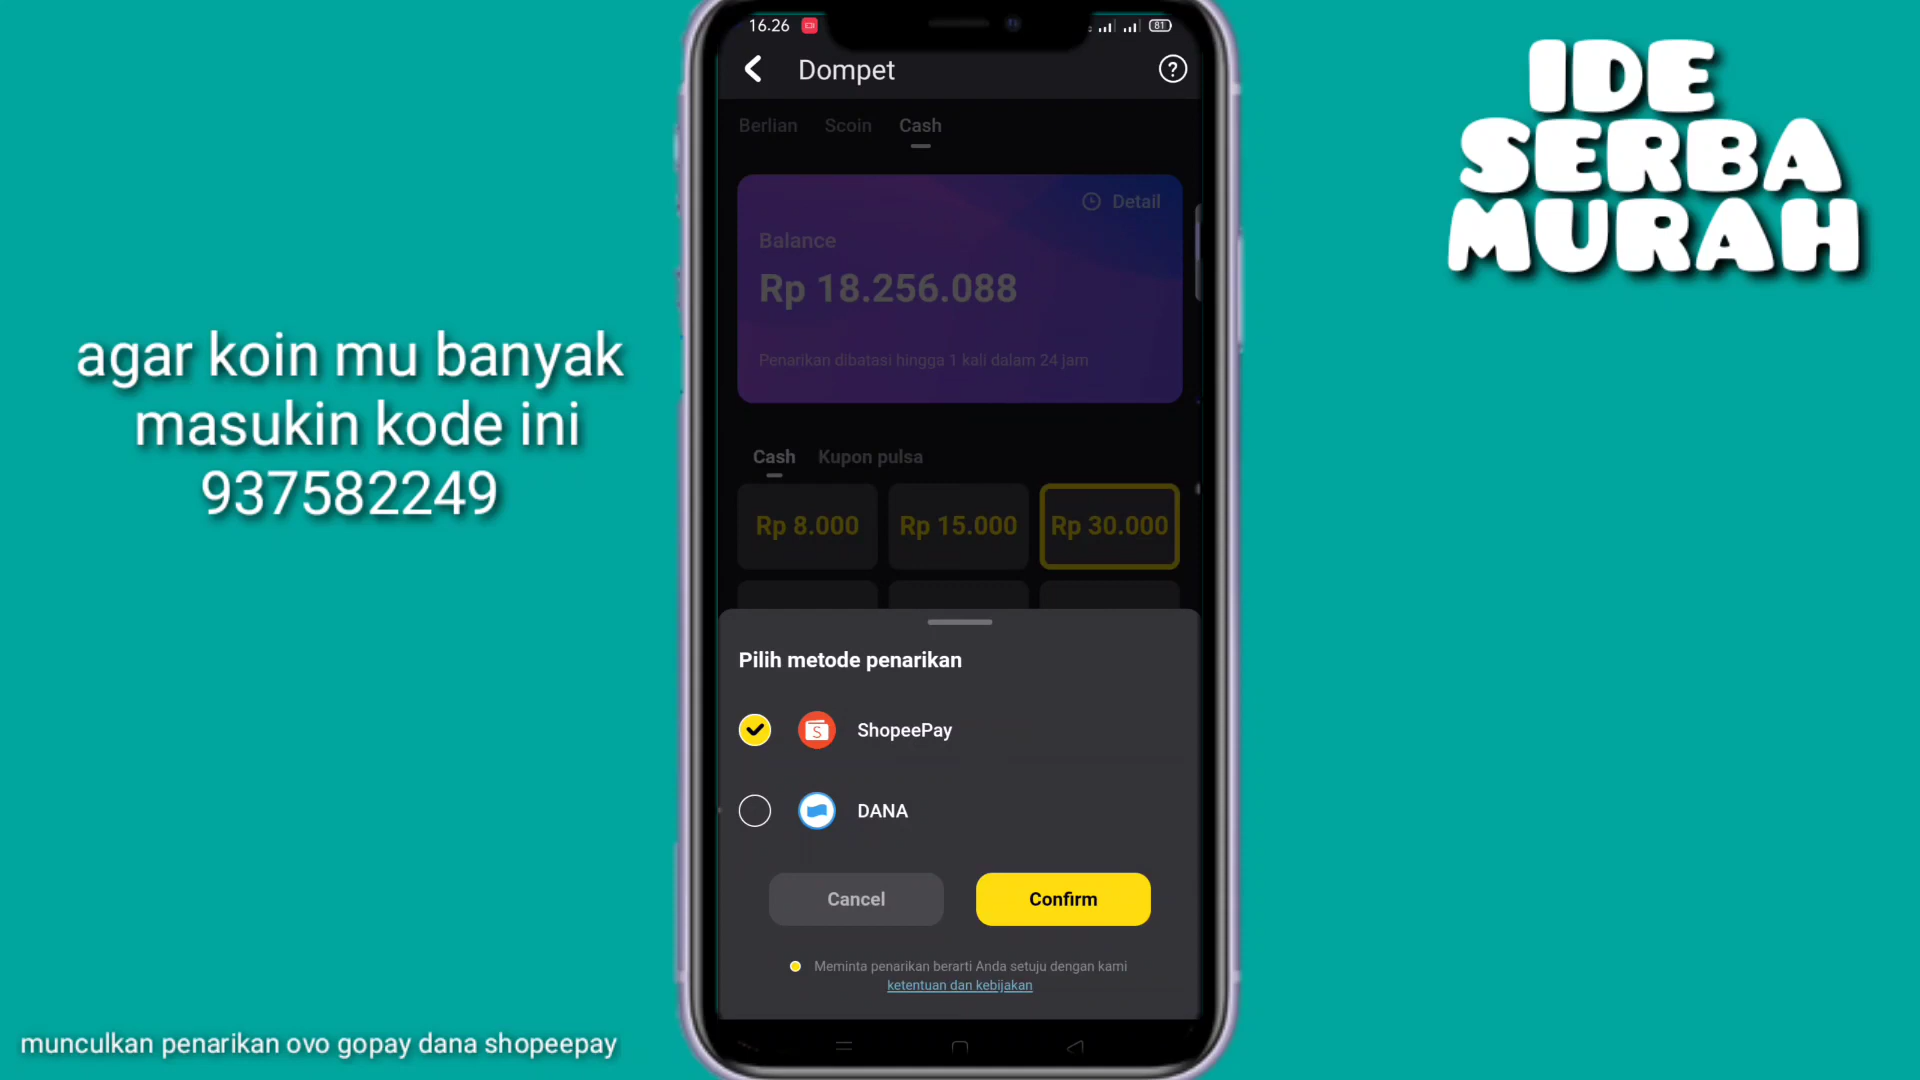 16.26
81
Dompet
?
Berlian Scoin Cash
Detail
Balance
Rp 18.256.088
Penarikan dibatasi hingga 1 kali dalam 24 jam
Cash Kupon pulsa
Rp 8.000 Rp 15.000 Rp 30.000
Pilih metode penarikan
S ShopeePay
DANA
Cancel Confirm
Meminta penarikan berarti Anda setuju dengan kami
ketentuan dan kebijakan
agar koin mu banyak
masukin kode ini
937582249
munculkan penarikan ovo gopay dana shopeepay
IDE
SERBA
MURAH